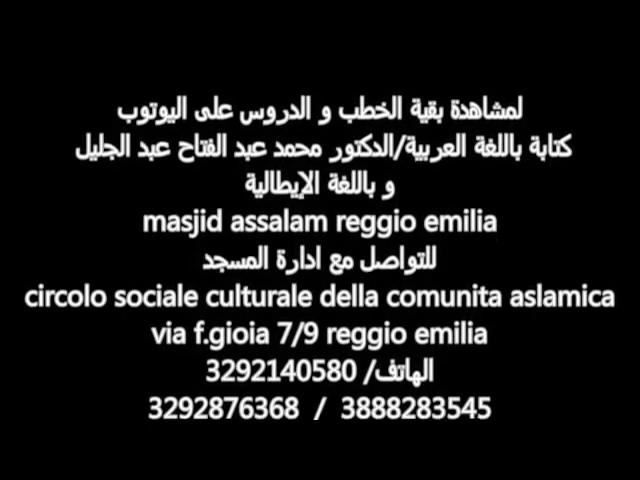 لمشاهدة بقية الخطب و الدروس على اليوتوب
كتابة باللغة العربية/الدكتور محمد عبد الفتاح عبد الجليل
و باللغة الإيطالية
masjid assalam reggio emilia
للتواصل مع ادارة المسجد
circolo sociale culturale della comunita aslamica
via f.gioia 7/9 reggio emilia
الهاتف/ 3292140580
3292876368 / 3888283545